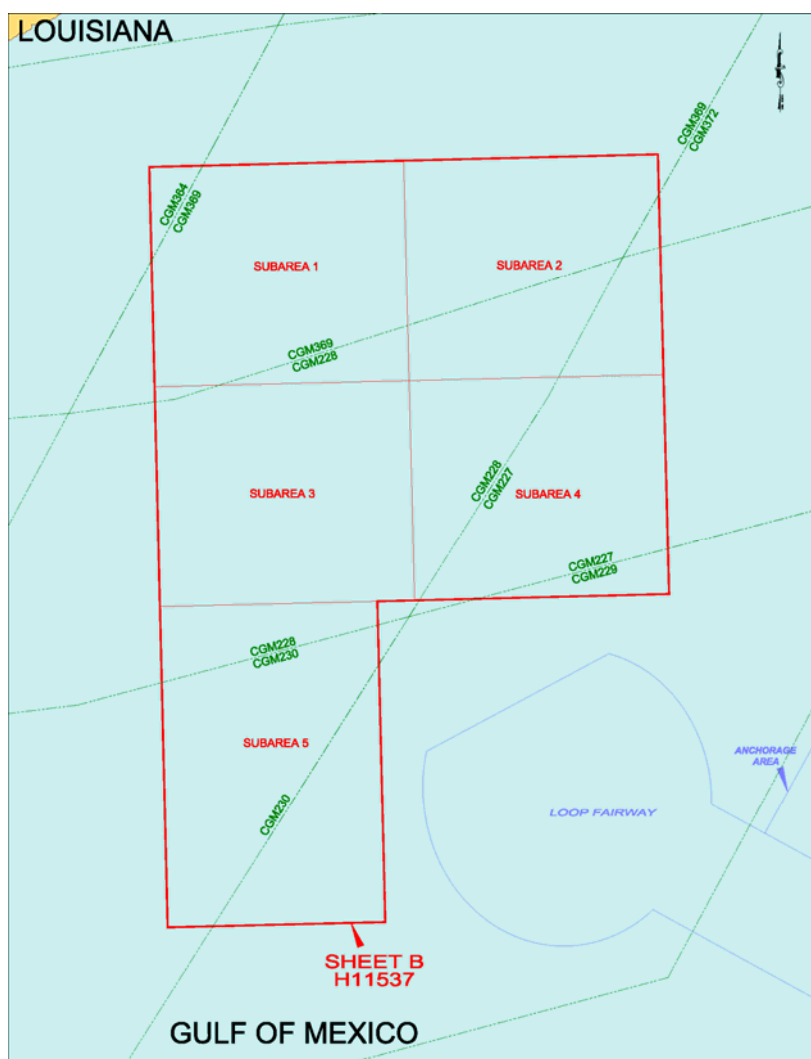 LOUISIANA
CGM369
CGM372
CGM364
CGM369
SUBAREA 1
SUBAREA 2
CGM369
CGM228
CGM228
CGM227
SUBAREA 3
SUBAREA 4
CGM227
CGM229
CGM228
CGM230
SUBAREA 5
ANCHORAGE
AREA
CGM230
LOOP FAIRWAY
SHEET B
H11537
GULF OF MEXICO